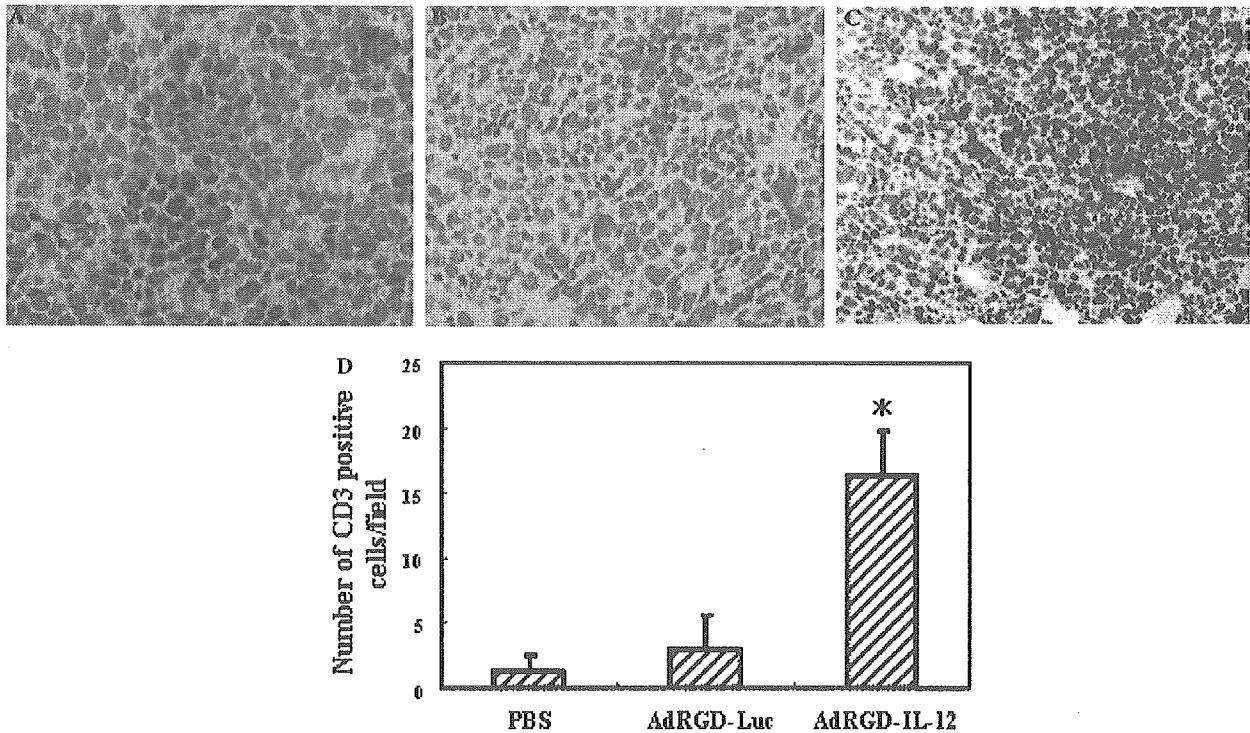 A
B
C
D
Number of CD3 positive
cells/field
25
20
15
10
5
0
*
PBS
AdRGD-Luc
AdRGD-IL-12